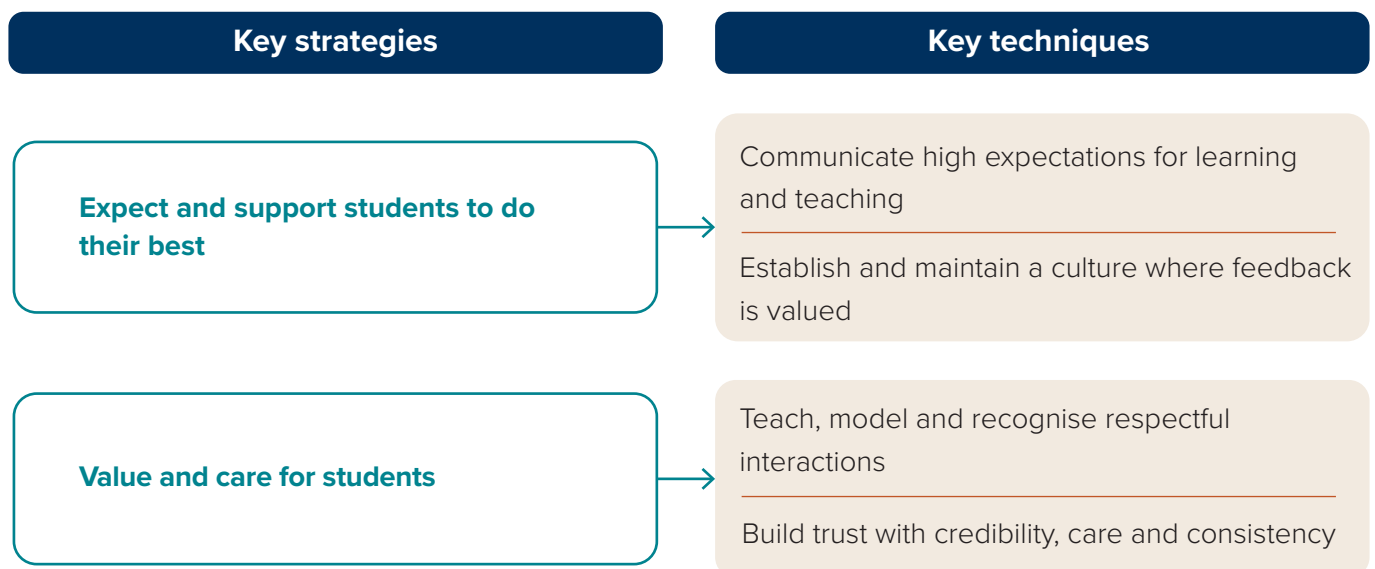 Key strategies
Key techniques
Expect and support students to do
their best
Communicate high expectations for learning
and teaching
Establish and maintain a culture where feedback
is valued
Value and care for students
Teach, model and recognise respectful
interactions
Build trust with credibility, care and consistency